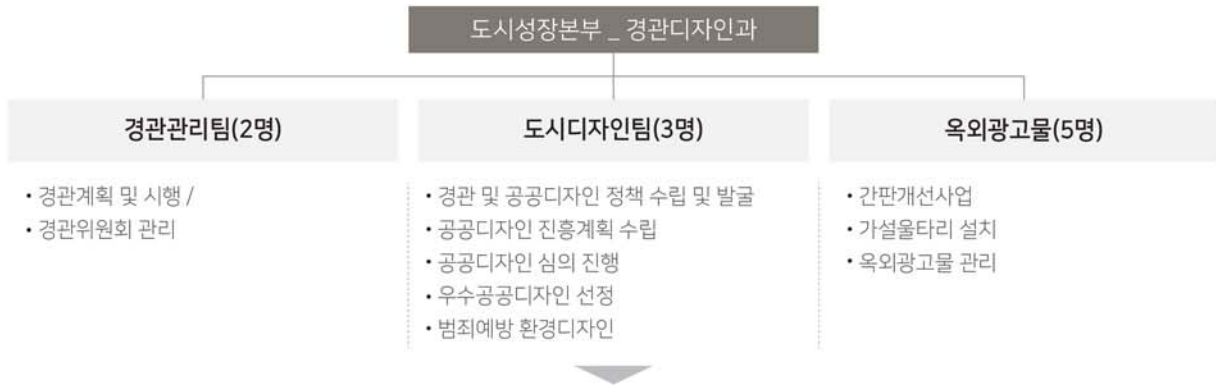 도시성장본부 _ 경관디자인과
경관관리팀(2명)
• 경관계획 및 시행 /
• 경관위원회 관리
도시디자인팀(3명)
• 경관 및 공공디자인 정책 수립 및 발굴
• 공공디자인 진흥계획 수립
• 공공디자인 심의 진행
• 우수공공디자인 선정
• 범죄예방 환경디자인
옥외광고물(5명)
• 간판개선사업
• 가설울타리 설치
• 옥외광고물 관리